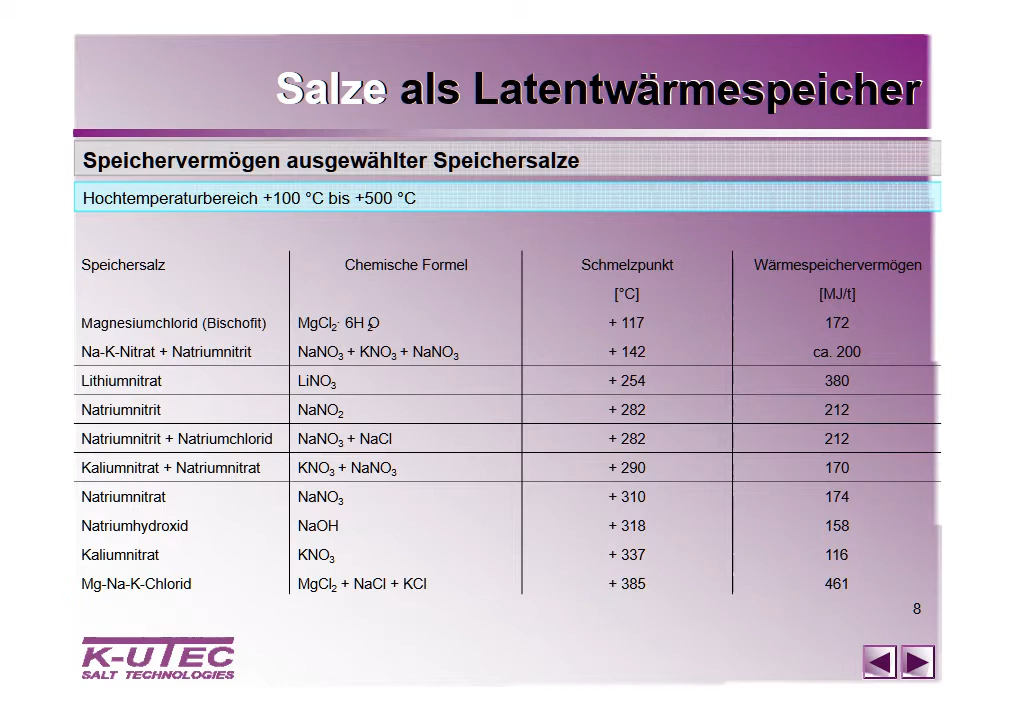 Salze als Latentwärmespeicher
Speichervermögen ausgewählter Speichersalze
Hochtemperaturbereich +100 °C bis +500 °C
Speichersalz Chemische Formel Schmelzpunkt Wärmespeichervermögen
[°C] [MJ/t]
Magnesiumchlorid (Bischofit) MgCl₂· 6H₂O + 117 172
Na-K-Nitrat + Natriumnitrit NaNO₃ + KNO₃ + NaNO₃ + 142 ca. 200
Lithiumnitrat LiNO₃ + 254 380
Natriumnitrit NaNO₂ + 282 212
Natriumnitrit + Natriumchlorid NaNO₃ + NaCl + 282 212
Kaliumnitrat + Natriumnitrat KNO₃ + NaNO₃ + 290 170
Natriumnitrat NaNO₃ + 310 174
Natriumhydroxid NaOH + 318 158
Kaliumnitrat KNO₃ + 337 116
Mg-Na-K-Chlorid MgCl₂ + NaCl + KCl + 385 461
8
K-UTEC
SALT TECHNOLOGIES